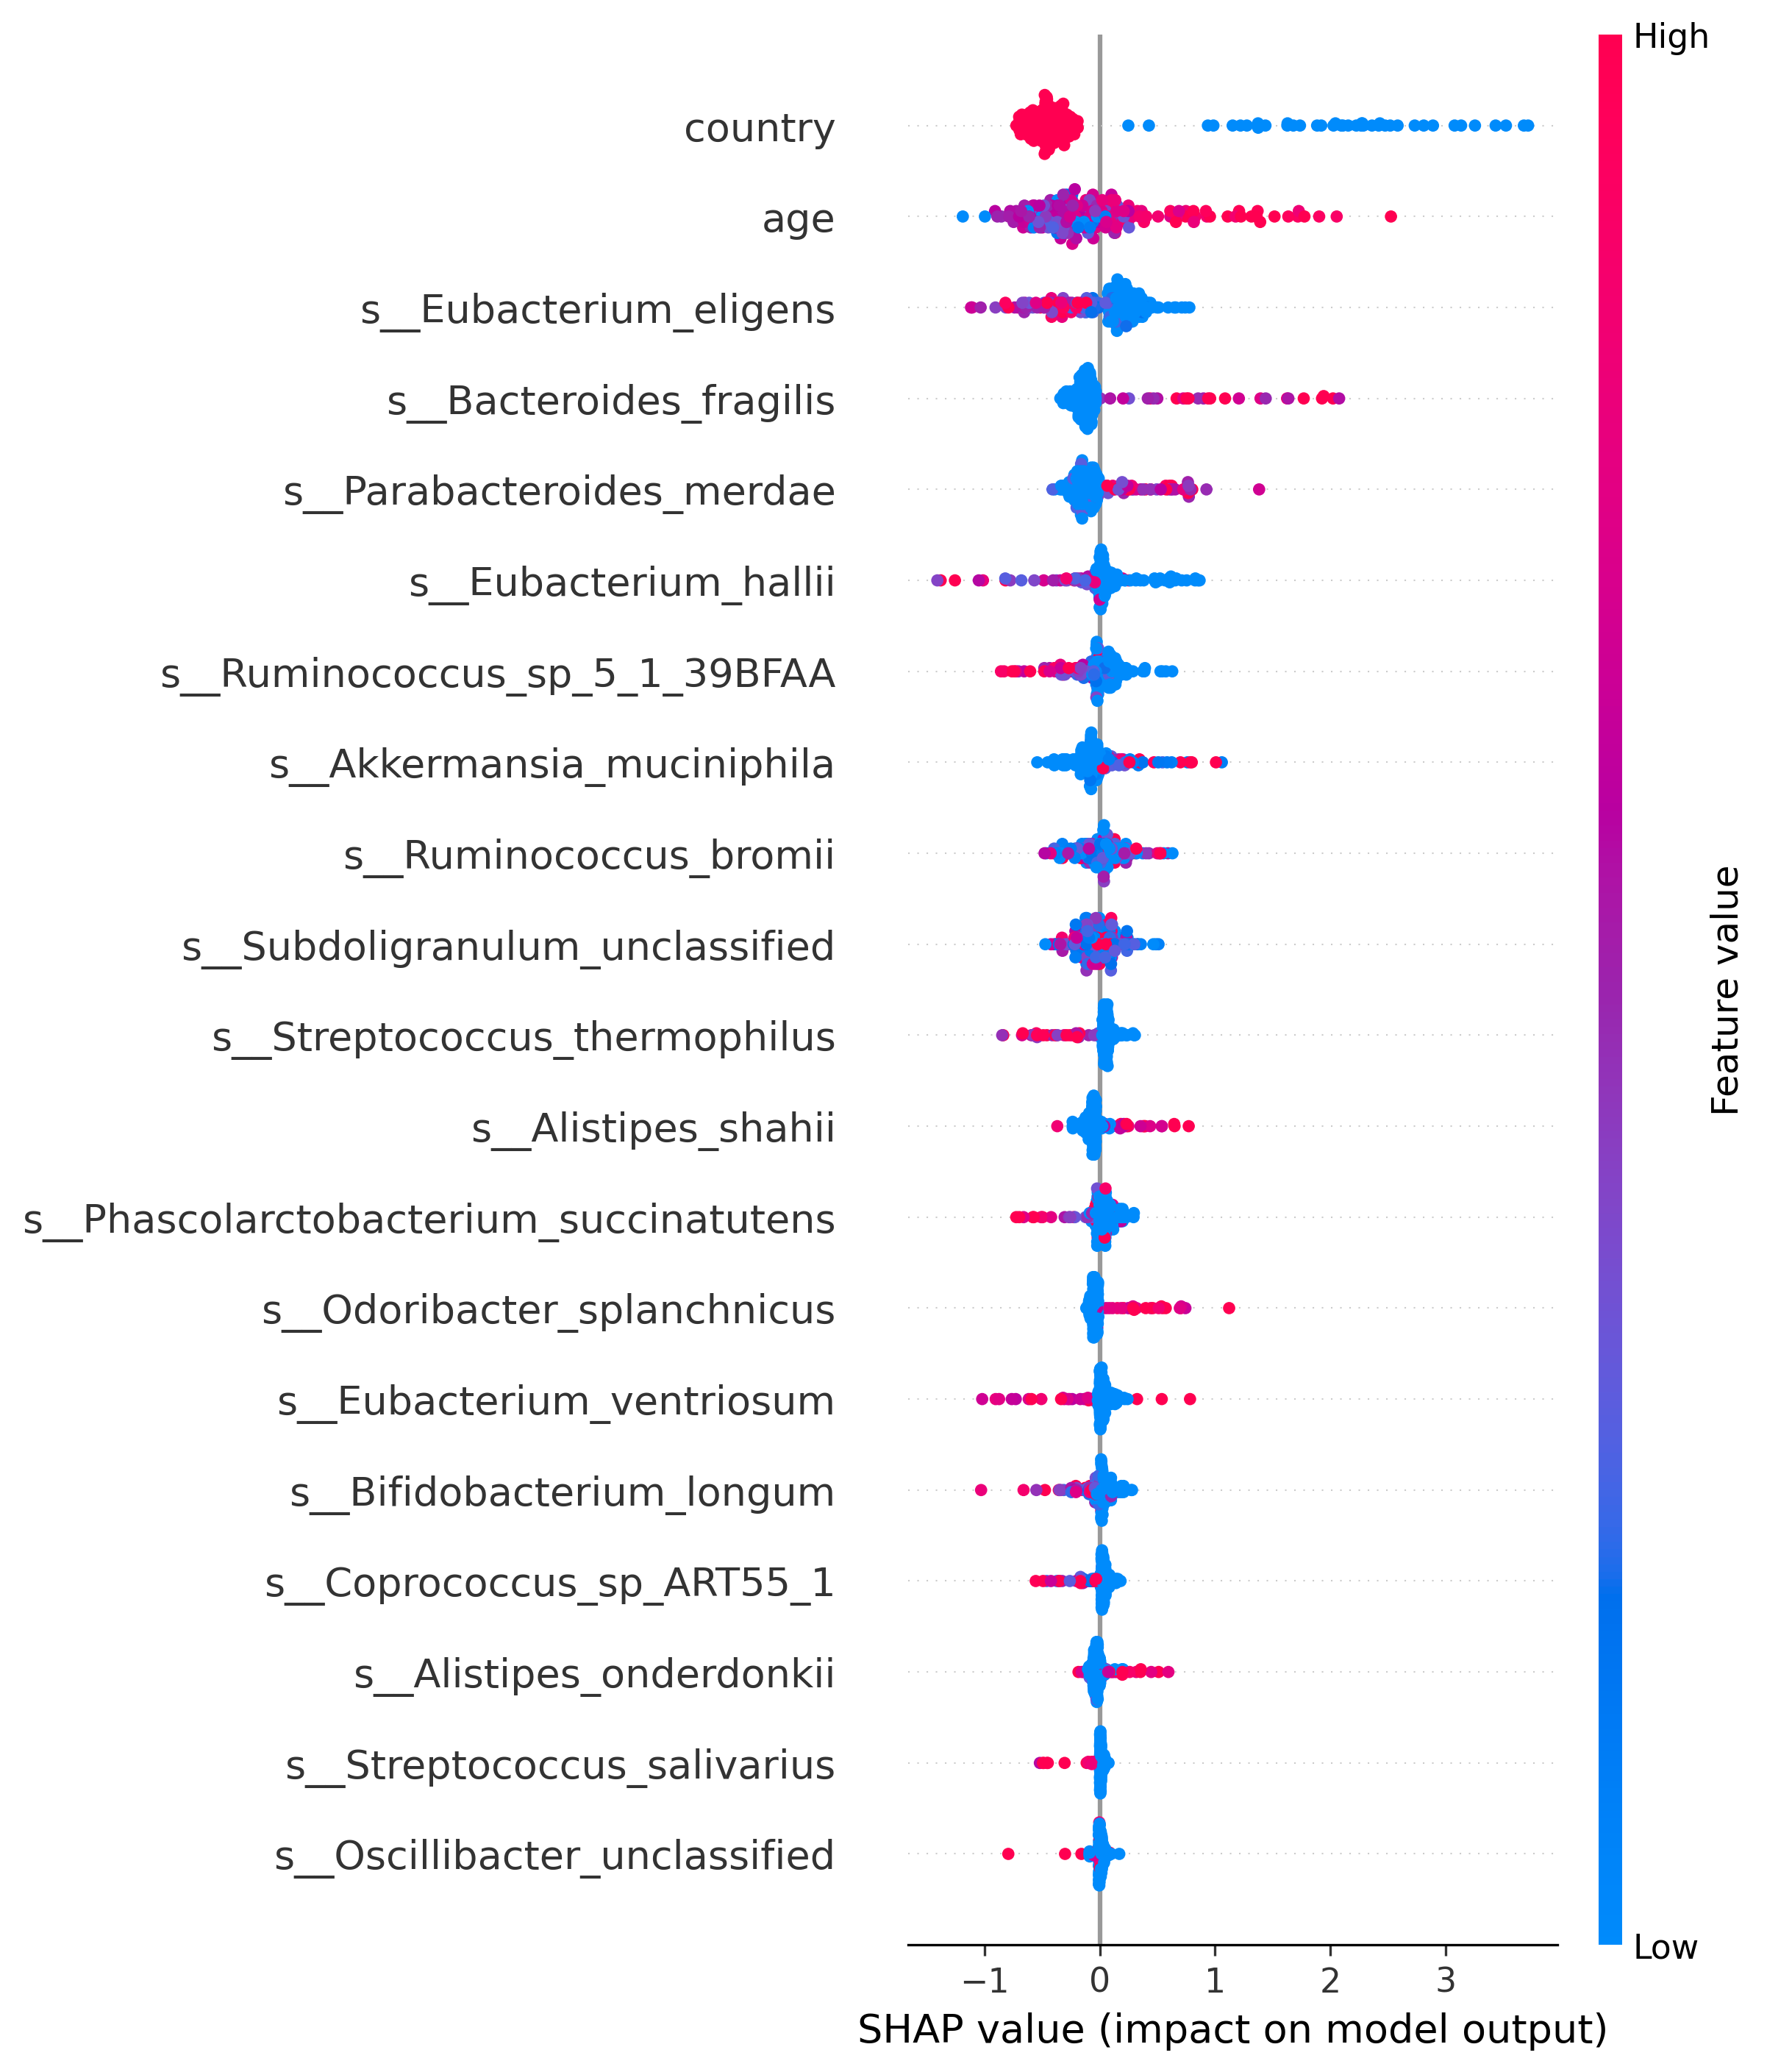 High
country
age
s__Eubacterium_eligens
s__Bacteroides_fragilis
s__Parabacteroides_merdae
s__Eubacterium_hallii
s__Ruminococcus_sp_5_1_39BFAA
s__Akkermansia_muciniphila
s__Ruminococcus_bromii
s__Subdoligranulum_unclassified
s__Streptococcus_thermophilus
s__Alistipes_shahii
s__Phascolarctobacterium_succinatutens
s__Odoribacter_splanchnicus
s__Eubacterium_ventriosum
s__Bifidobacterium_longum
s__Coprococcus_sp_ART55_1
s__Alistipes_onderdonkii
s__Streptococcus_salivarius
s__Oscillibacter_unclassified
Feature value
Low
−1 0 1 2 3
SHAP value (impact on model output)